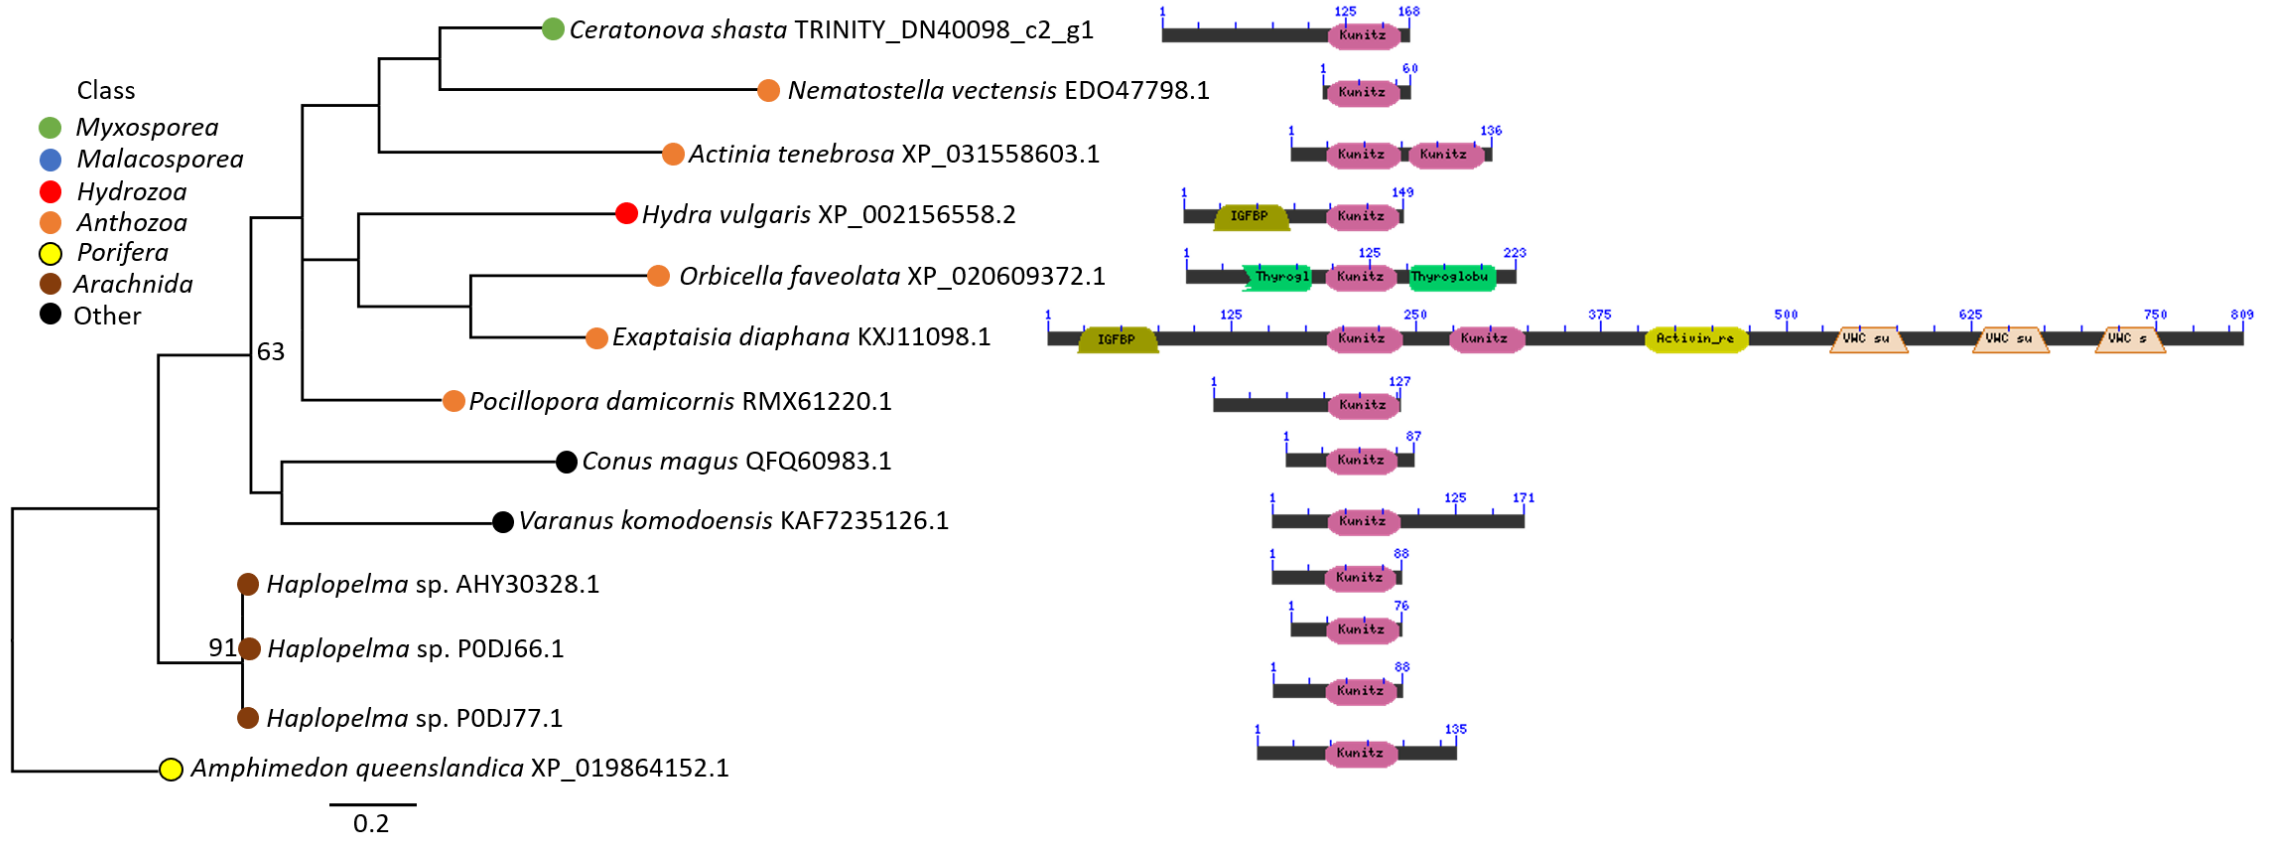 Class
Myxosporea
Malacosporea
Hydrozoa
Anthozoa
Porifera
Arachnida
Other
Ceratonova shasta TRINITY_DN40098_c2_g1
1 125 168
Kunitz
Nematostella vectensis EDO47798.1
1 60
Kunitz
Actinia tenebrosa XP_031558603.1
1 136
Kunitz Kunitz
Hydra vulgaris XP_002156558.2
1 149
IGFBP Kunitz
Orbicella faveolata XP_020609372.1
1 125 223
Thyrogl Kunitz Thyroglobu
Exaptaisia diaphana KXJ11098.1
1 125 250 375 500 625 750 809
IGFBP Kunitz Kunitz Activin_re VWC su VWC su VWC s
63
Pocillopora damicornis RMX61220.1
1 127
Kunitz
Conus magus QFQ60983.1
1 87
Kunitz
Varanus komodoensis KAF7235126.1
1 125 171
Kunitz
Haplopelma sp. AHY30328.1
1 88
Kunitz
91
Haplopelma sp. P0DJ66.1
1 76
Kunitz
Haplopelma sp. P0DJ77.1
1 88
Kunitz
Amphimedon queenslandica XP_019864152.1
1 135
Kunitz
0.2